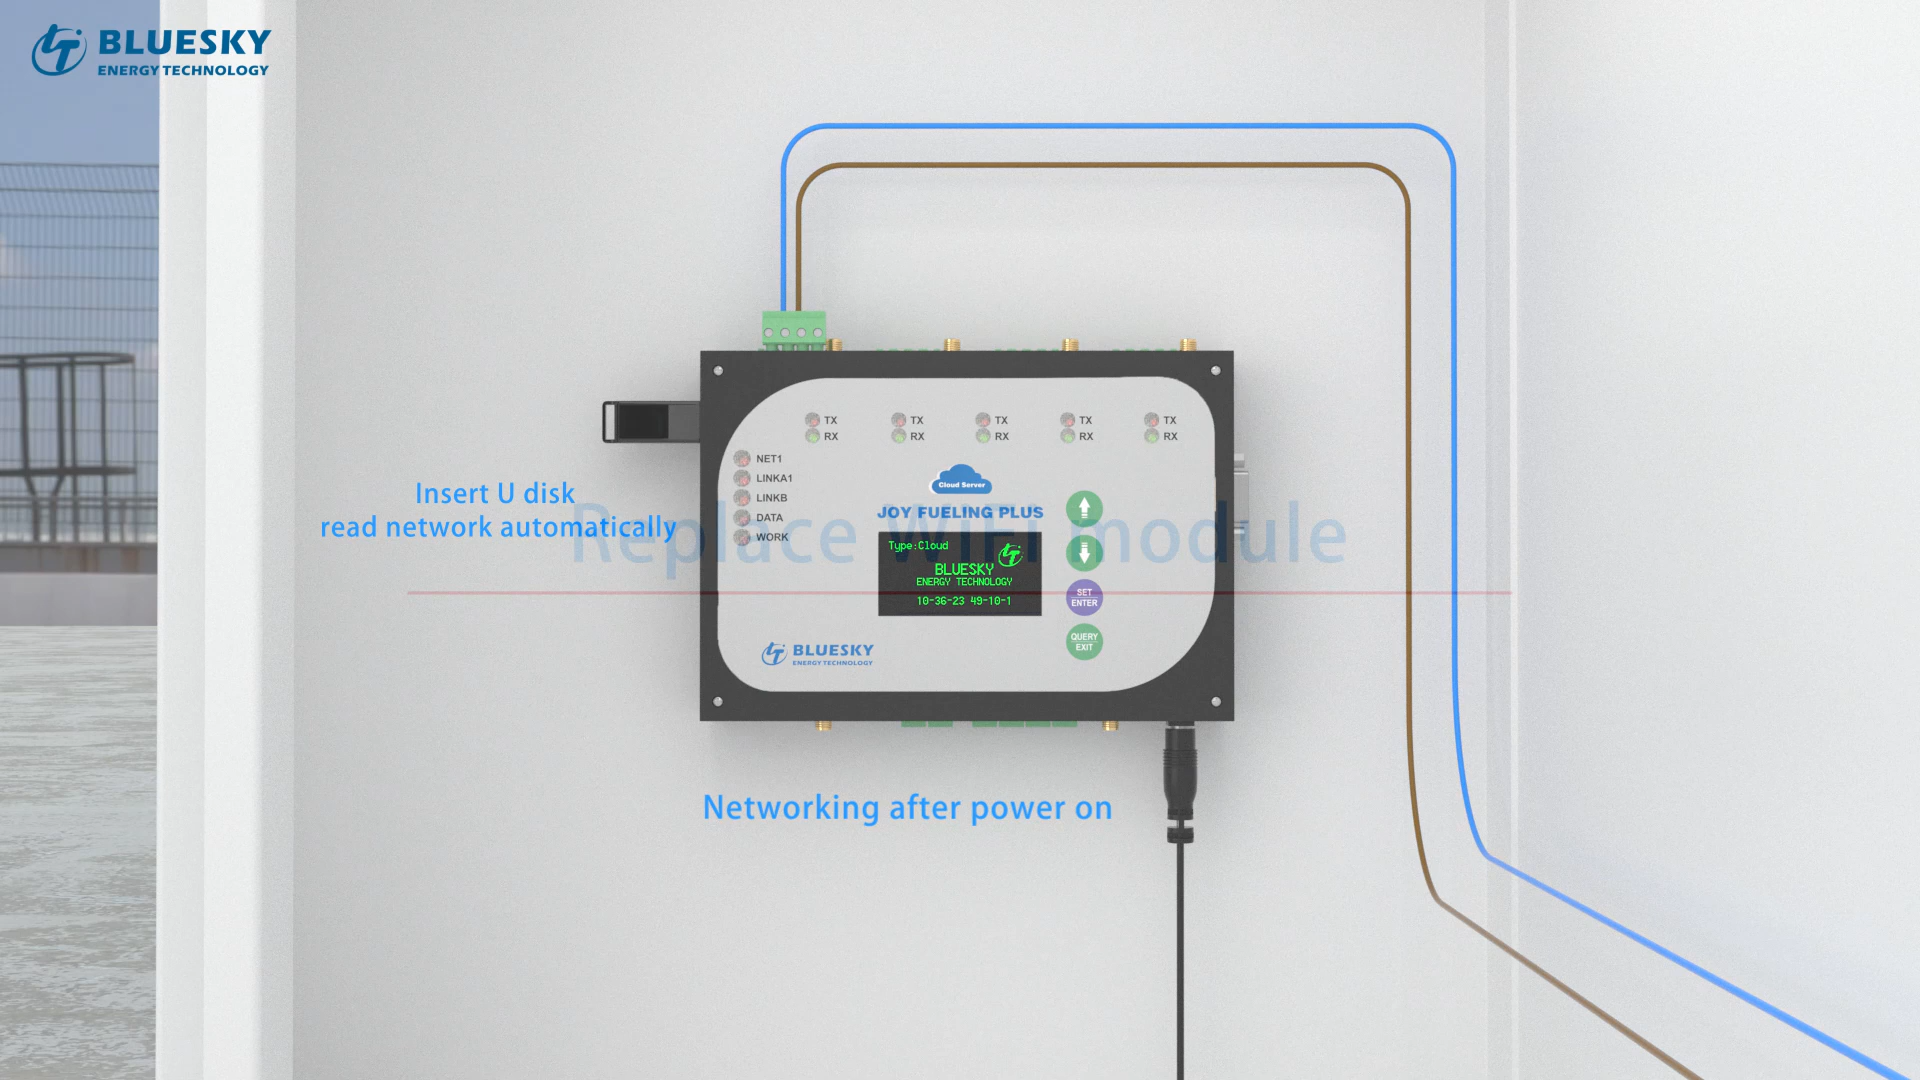 BLUESKY
ENERGY TECHNOLOGY
TX
RX
TX
RX
TX
RX
TX
RX
TX
RX
NET1
LINKA1
LINKB
DATA
WORK
Cloud Server
JOY FUELING PLUS
Type:Cloud
BLUESKY
ENERGY TECHNOLOGY
10-36-23 49-10-1
SET
ENTER
QUERY
EXIT
BLUESKY
ENERGY TECHNOLOGY
Insert U disk
read network automatically
Replace WiFi module
Networking after power on